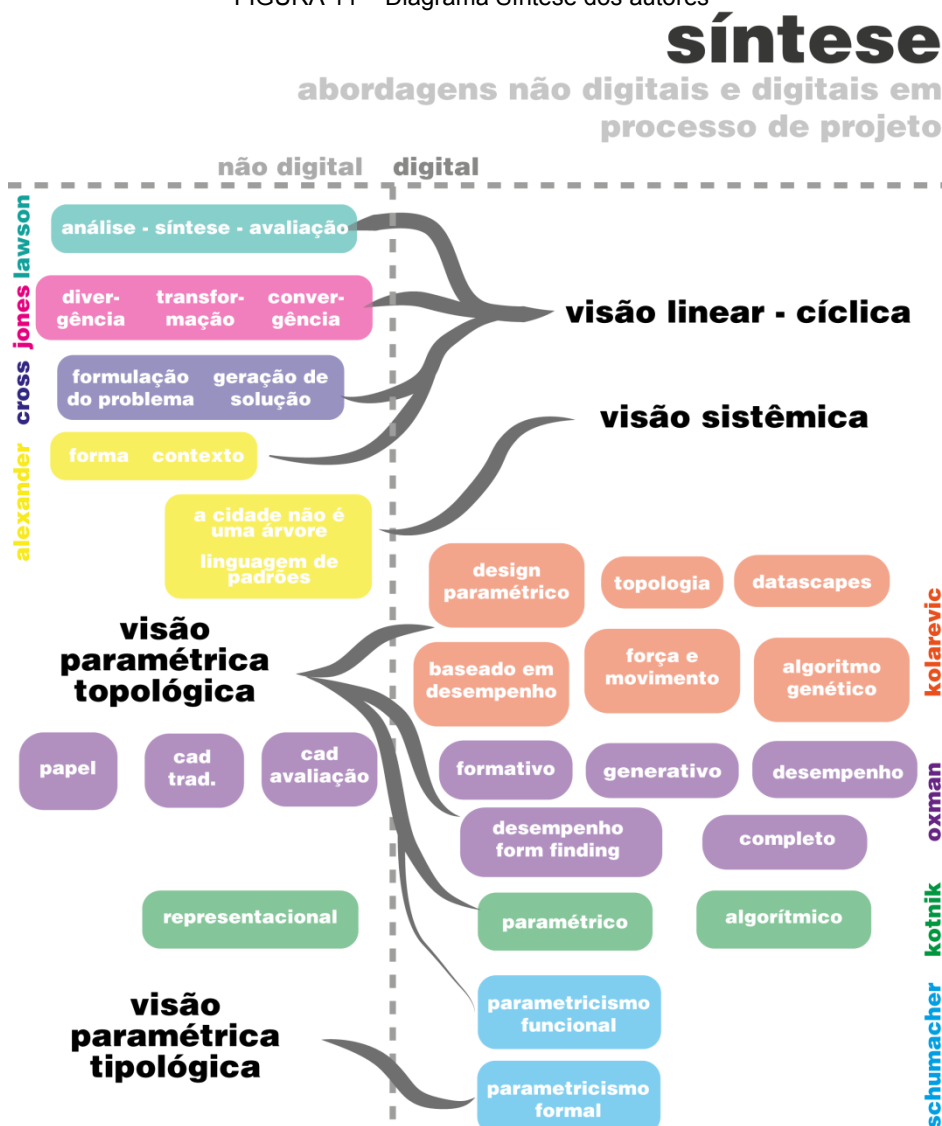 FIGURA 11 – Diagrama Síntese dos autores
síntese
abordagens não digitais e digitais em
processo de projeto
não digital
digital
lawson
análise - síntese - avaliação
jones
diver-
gência
transfor-
mação
conver-
gência
visão linear - cíclica
cross
formulação
do problema
geração de
solução
visão sistêmica
alexander
forma
contexto
a cidade não é
uma árvore
linguagem de
padrões
design
paramétrico
topologia
datascapes
kolarevic
visão
paramétrica
topológica
baseado em
desempenho
força e
movimento
algoritmo
genético
papel
cad
trad.
cad
avaliação
formativo
generativo
desempenho
oxman
desempenho
form finding
completo
representacional
paramétrico
algorítmico
kotnik
visão
paramétrica
tipológica
parametricismo
funcional
parametricismo
formal
schumacher